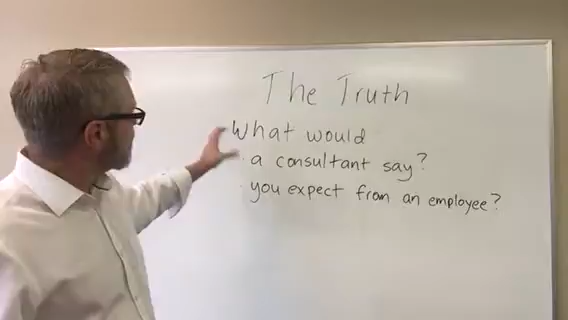 The Truth
What would
· a consultant say?
· you expect from an employee?